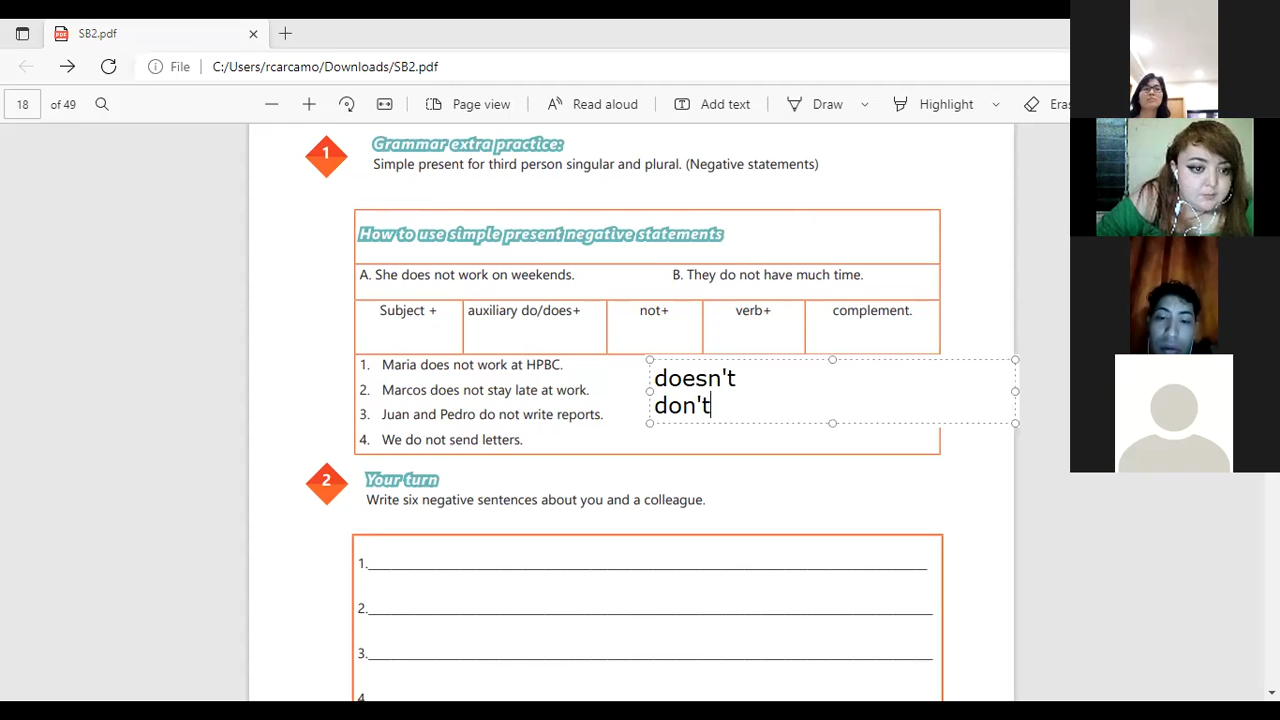 SB2.pdf
File C:/Users/rcarcamo/Downloads/SB2.pdf
18 of 49 Page view Read aloud Add text Draw Highlight
1 Grammar extra practice:
Simple present for third person singular and plural. (Negative statements)
How to use simple present negative statements
A. She does not work on weekends. B. They do not have much time.
Subject + auxiliary do/does+ not+ verb+ complement.
1. Maria does not work at HPBC.
doesn't
2. Marcos does not stay late at work.
don't
3. Juan and Pedro do not write reports.
4. We do not send letters.
2 Your turn
Write six negative sentences about you and a colleague.
1.
2.
3.